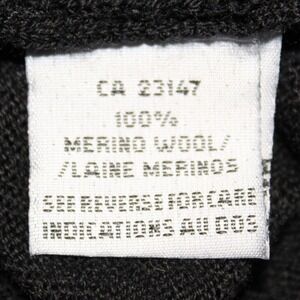 CA 23147
100%
MERINO WOOL/
/LAINE MERINOS
SEE REVERSE FOR CARE
INDICATIONS AU DOS